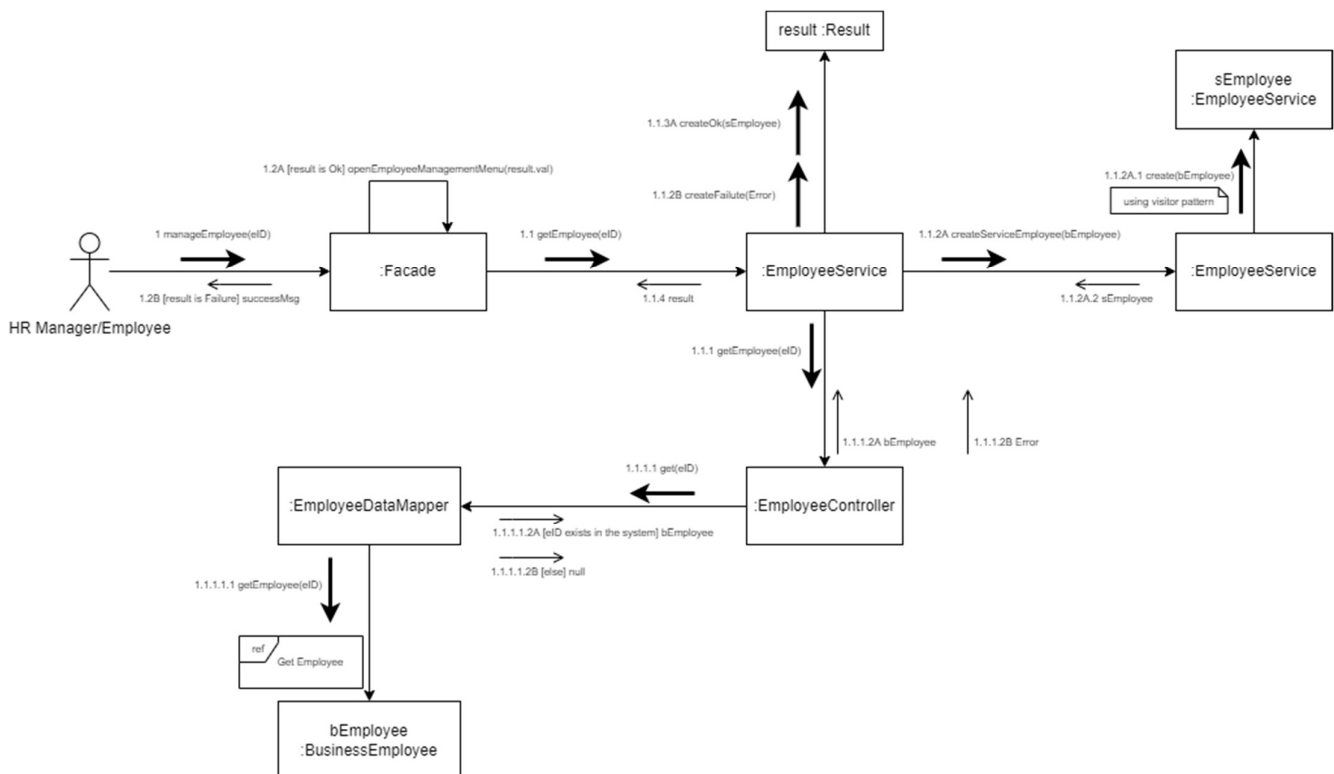 result :Result
sEmployee
:EmployeeService
1.1.3A createOk(sEmployee)
1.2A [result is Ok] openEmployeeManagementMenu(result.val)
1.1.2A.1 create(bEmployee)
1.1.2B createFailute(Error)
using visitor pattern
1 manageEmployee(eID)
1.1 getEmployee(eID)
1.1.2A createServiceEmployee(bEmployee)
:Facade
:EmployeeService
:EmployeeService
1.2B [result is Failure] successMsg
1.1.4 result
1.1.2A.2 sEmployee
HR Manager/Employee
1.1.1 getEmployee(eID)
1.1.1.2A bEmployee
1.1.1.2B Error
1.1.1.1 get(eID)
:EmployeeDataMapper
:EmployeeController
1.1.1.1.2A [eID exists in the system] bEmployee
1.1.1.1.2B [else] null
1.1.1.1.1 getEmployee(eID)
ref
Get Employee
bEmployee
:BusinessEmployee